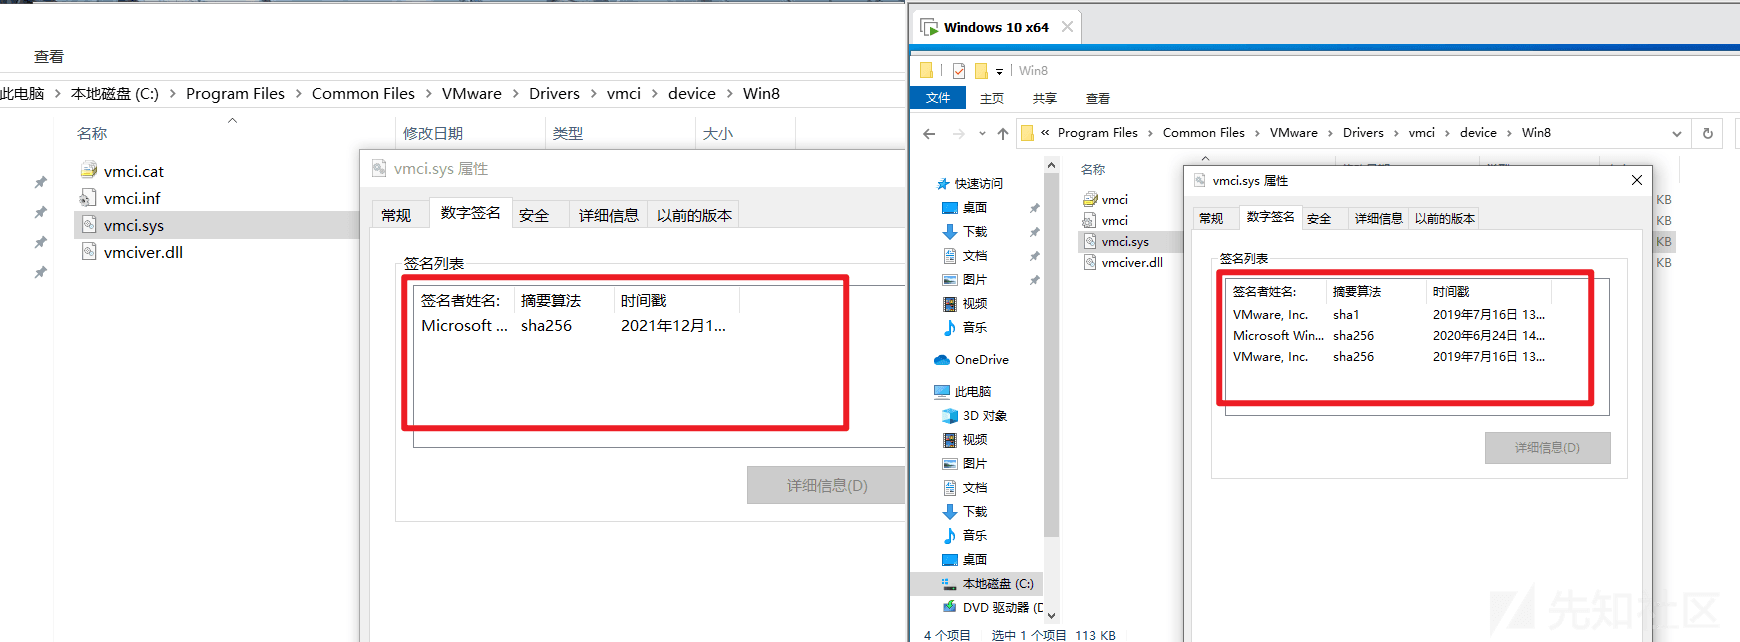 查看
此电脑 > 本地磁盘 (C:) > Program Files > Common Files > VMware > Drivers > vmci > device > Win8
名称 修改日期 类型 大小
vmci.cat
vmci.inf
vmci.sys
vmciver.dll
vmci.sys 属性
常规 数字签名 安全 详细信息 以前的版本
签名列表
签名者姓名: 摘要算法 时间戳
Microsoft ... sha256 2021年12月1...
详细信息(D)
Windows 10 x64
Win8
文件 主页 共享 查看
« Program Files > Common Files > VMware > Drivers > vmci > device > Win8
快速访问
桌面
下载
文档
图片
视频
音乐
OneDrive
此电脑
3D 对象
视频
图片
文档
下载
音乐
桌面
本地磁盘 (C:)
DVD 驱动器 (D
4 个项目 选中 1 个项目 113 KB
名称
vmci
vmci
vmci.sys
vmciver.dll
KB
KB
KB
KB
vmci.sys 属性
常规 数字签名 安全 详细信息 以前的版本
签名列表
签名者姓名: 摘要算法 时间戳
VMware, Inc. sha1 2019年7月16日 13...
Microsoft Win... sha256 2020年6月24日 14...
VMware, Inc. sha256 2019年7月16日 13...
详细信息(D)
先知社区